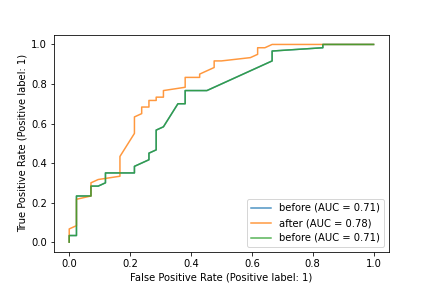 1.0
0.8
0.6
0.4
0.2
0.0
True Positive Rate (Positive label: 1)
before (AUC = 0.71)
after (AUC = 0.78)
before (AUC = 0.71)
0.0 0.2 0.4 0.6 0.8 1.0
False Positive Rate (Positive label: 1)